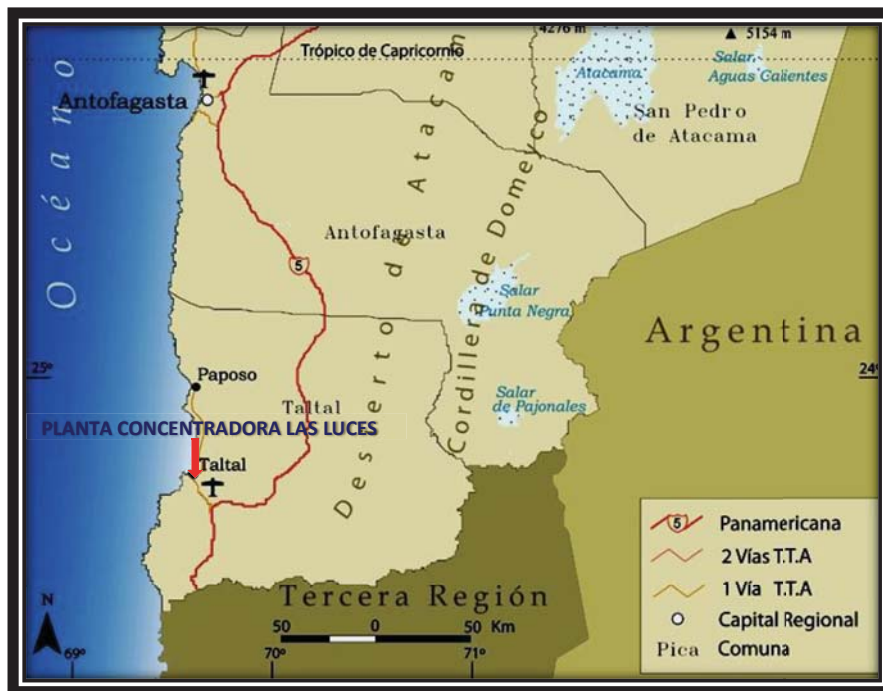 4276 m
5154 m
Trópico de Capricornio
Salar
Aguas Calientes
Atacama
Antofagasta
San Pedro
de Atacama
Océano
Desierto de Atacam
Cordillera de Domeyco
Antofagasta
5
Salar
Punta Negra
Argentina
25º
24º
Paposo
Salar
de Pajonales
Taltal
PLANTA CONCENTRADORA LAS LUCES
Taltal
5 Panamericana
2 Vías T.T.A
1 Vía T.T.A
Capital Regional
Pica Comuna
Tercera Región
N
50 0 50 Km
69º
70º
71º